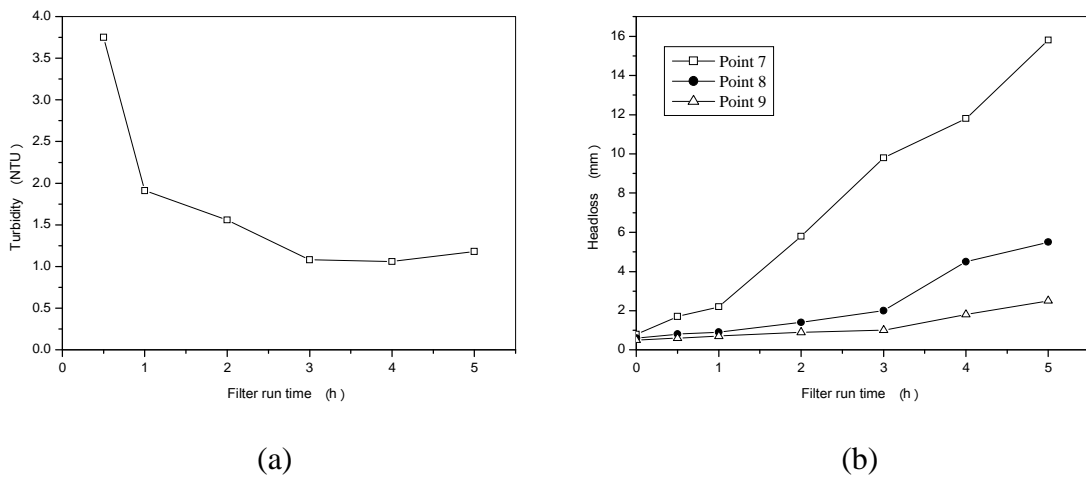 4.0
3.5
3.0
2.5
2.0
1.5
1.0
0.5
0.0
Turbidity (NTU)
0 1 2 3 4 5
Filter run time (h)
(a)
16
14
12
10
8
6
4
2
0
Headloss (mm)
Point 7
Point 8
Point 9
0 1 2 3 4 5
Filter run time (h)
(b)